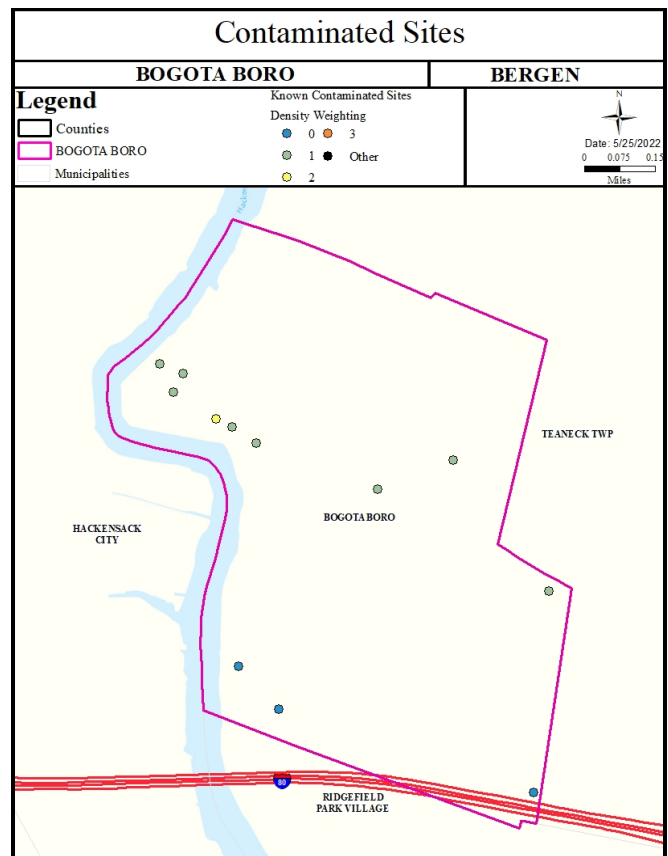 Contaminated Sites
BOGOTA BORO
BERGEN
Legend
Counties
BOGOTA BORO
Municipalities
Known Contaminated Sites
Density Weighting
0 3
1 Other
2
N
Date: 5/25/2022
0 0.075 0.15
Miles
TEANECK TWP
BOGOTA BORO
HACKENSACK
CITY
RIDGEFIELD
PARK VILLAGE